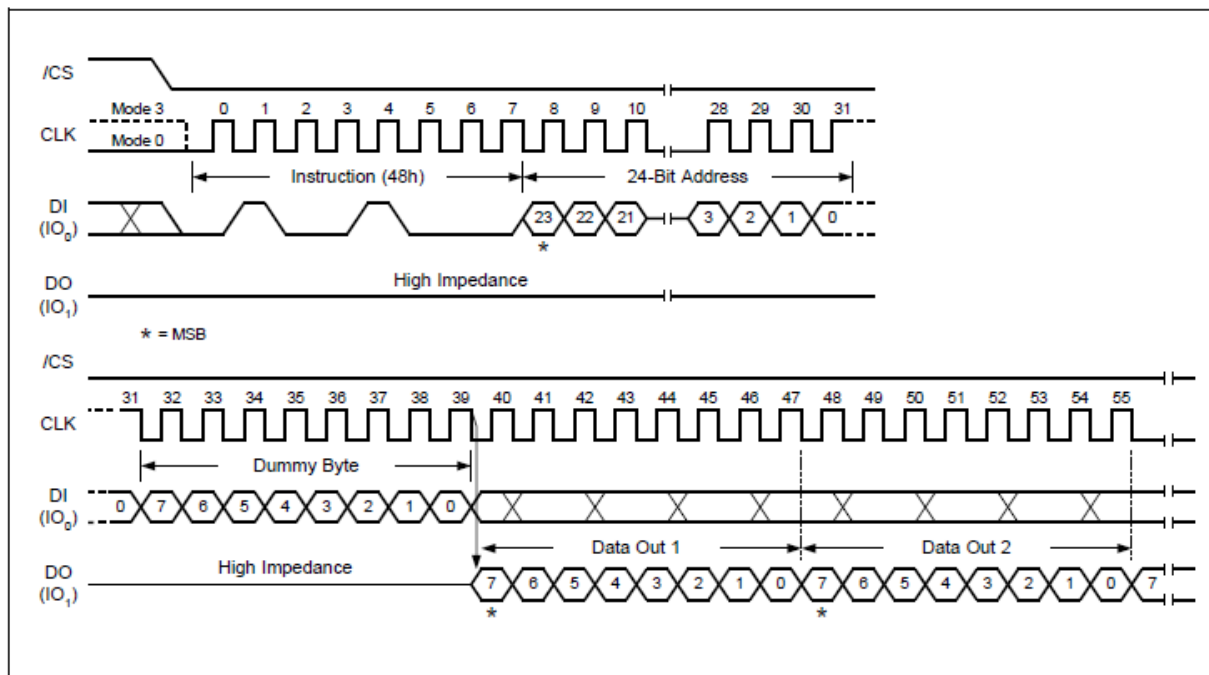 /CS
Mode 3 0 1 2 3 4 5 6 7 8 9 10 28 29 30 31
CLK
Mode 0
Instruction (48h) 24-Bit Address
DI
(IO0) 23 22 21 3 2 1 0
*
DO High Impedance
(IO1)
* = MSB
/CS
31 32 33 34 35 36 37 38 39 40 41 42 43 44 45 46 47 48 49 50 51 52 53 54 55
CLK
Dummy Byte
DI
(IO0) 0 7 6 5 4 3 2 1 0
Data Out 1 Data Out 2
DO High Impedance
(IO1) 7 6 5 4 3 2 1 0 7 6 5 4 3 2 1 0 7
* *